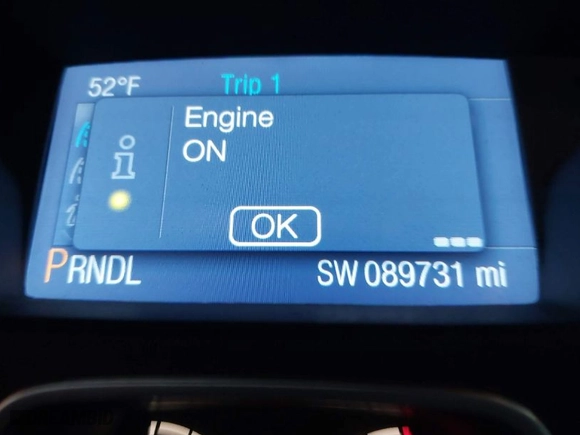 52°F Trip 1
Engine
ON
OK
PRNDL SW 089731 mi